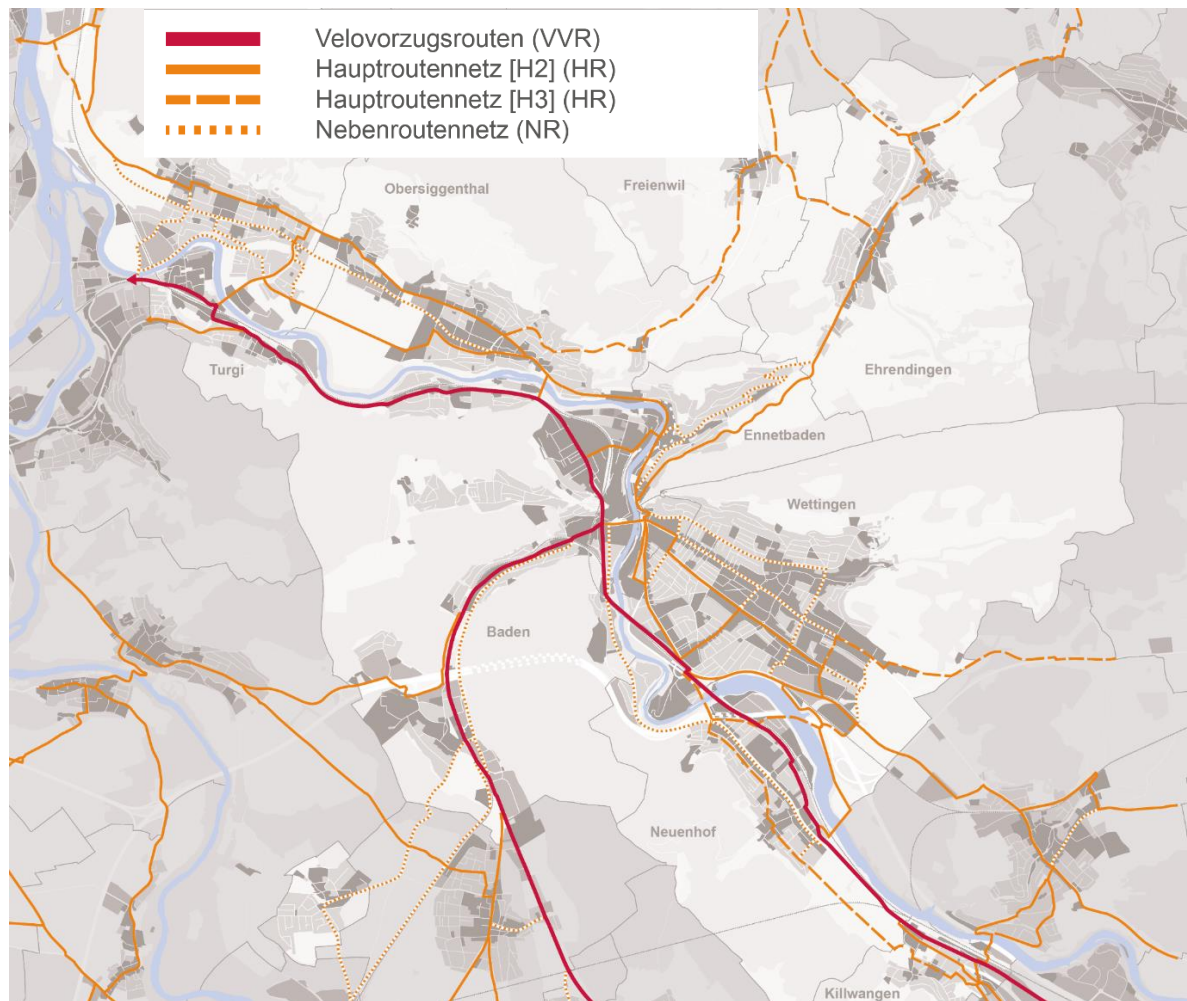 Velovorzugsrouten (VVR)
Hauptroutennetz [H2] (HR)
Hauptroutennetz [H3] (HR)
Nebenroutennetz (NR)
Obersiggenthal
Freienwil
Turgi
Ehrendingen
Ennetbaden
Wettingen
Baden
Neuenhof
Killwangen